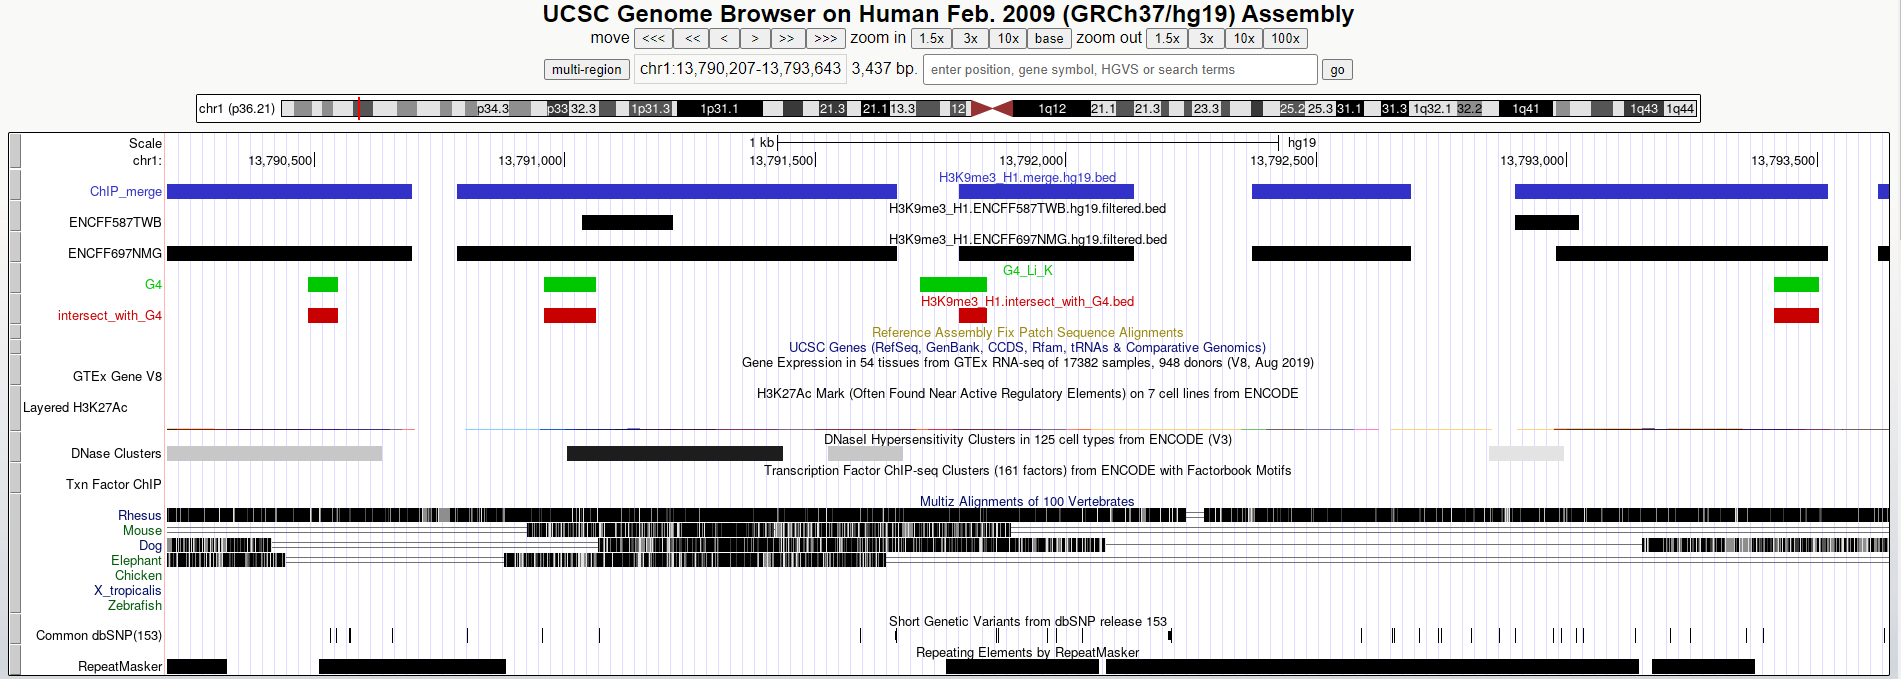 UCSC Genome Browser on Human Feb. 2009 (GRCh37/hg19) Assembly
move <<< << < > >> >>> zoom in 1.5x 3x 10x base zoom out 1.5x 3x 10x 100x
multi-region chr1:13,790,207-13,793,643 3,437 bp. enter position, gene symbol, HGVS or search terms go
chr1 (p36.21) p34.3 p33 32.3 1p31.3 1p31.1 21.3 21.1 13.3 12 1q12 21.1 21.3 23.3 25.2 25.3 31.1 31.3 1q32.1 32.2 1q41 1q43 1q44
Scale 1 kb hg19
chr1: 13,790,500 13,791,000 13,791,500 13,792,000 13,792,500 13,793,000 13,793,500
H3K9me3_H1.merge.hg19.bed
ChIP_merge
H3K9me3_H1.ENCFF587TWB.hg19.filtered.bed
ENCFF587TWB
H3K9me3_H1.ENCFF697NMG.hg19.filtered.bed
ENCFF697NMG
G4_Li_K
G4
H3K9me3_H1.intersect_with_G4.bed
intersect_with_G4
Reference Assembly Fix Patch Sequence Alignments
UCSC Genes (RefSeq, GenBank, CCDS, Rfam, tRNAs & Comparative Genomics)
Gene Expression in 54 tissues from GTEx RNA-seq of 17382 samples, 948 donors (V8, Aug 2019)
GTEx Gene V8
H3K27Ac Mark (Often Found Near Active Regulatory Elements) on 7 cell lines from ENCODE
Layered H3K27Ac
DNaseI Hypersensitivity Clusters in 125 cell types from ENCODE (V3)
DNase Clusters
Transcription Factor ChIP-seq Clusters (161 factors) from ENCODE with Factorbook Motifs
Txn Factor ChIP
Multiz Alignments of 100 Vertebrates
Rhesus
Mouse
Dog
Elephant
Chicken
X_tropicalis
Zebrafish
Short Genetic Variants from dbSNP release 153
Common dbSNP(153)
Repeating Elements by RepeatMasker
RepeatMasker